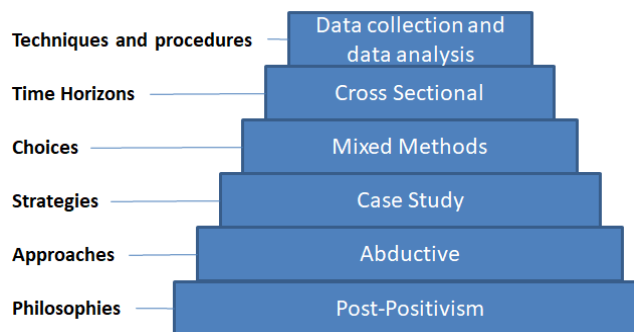 Techniques and procedures
Data collection and
data analysis
Time Horizons
Cross Sectional
Choices
Mixed Methods
Strategies
Case Study
Approaches
Abductive
Philosophies
Post-Positivism